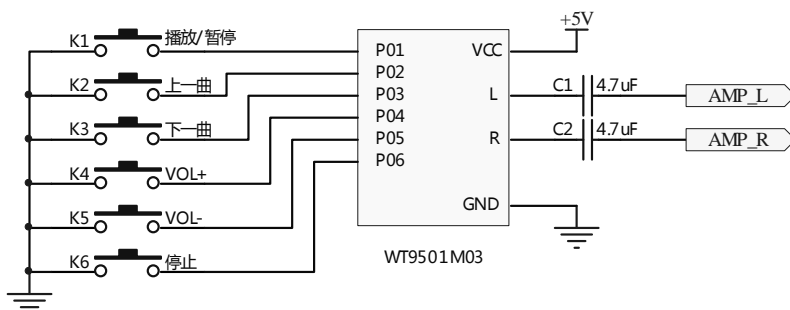 +5V
K1 播放/暂停 P01 VCC
K2 上一曲 P02
K3 下一曲 P03 L C1 4.7uF AMP_L
P04
P05 R C2 4.7uF AMP_R
K4 VOL+ P06
K5 VOL- GND
K6 停止
WT9501M03